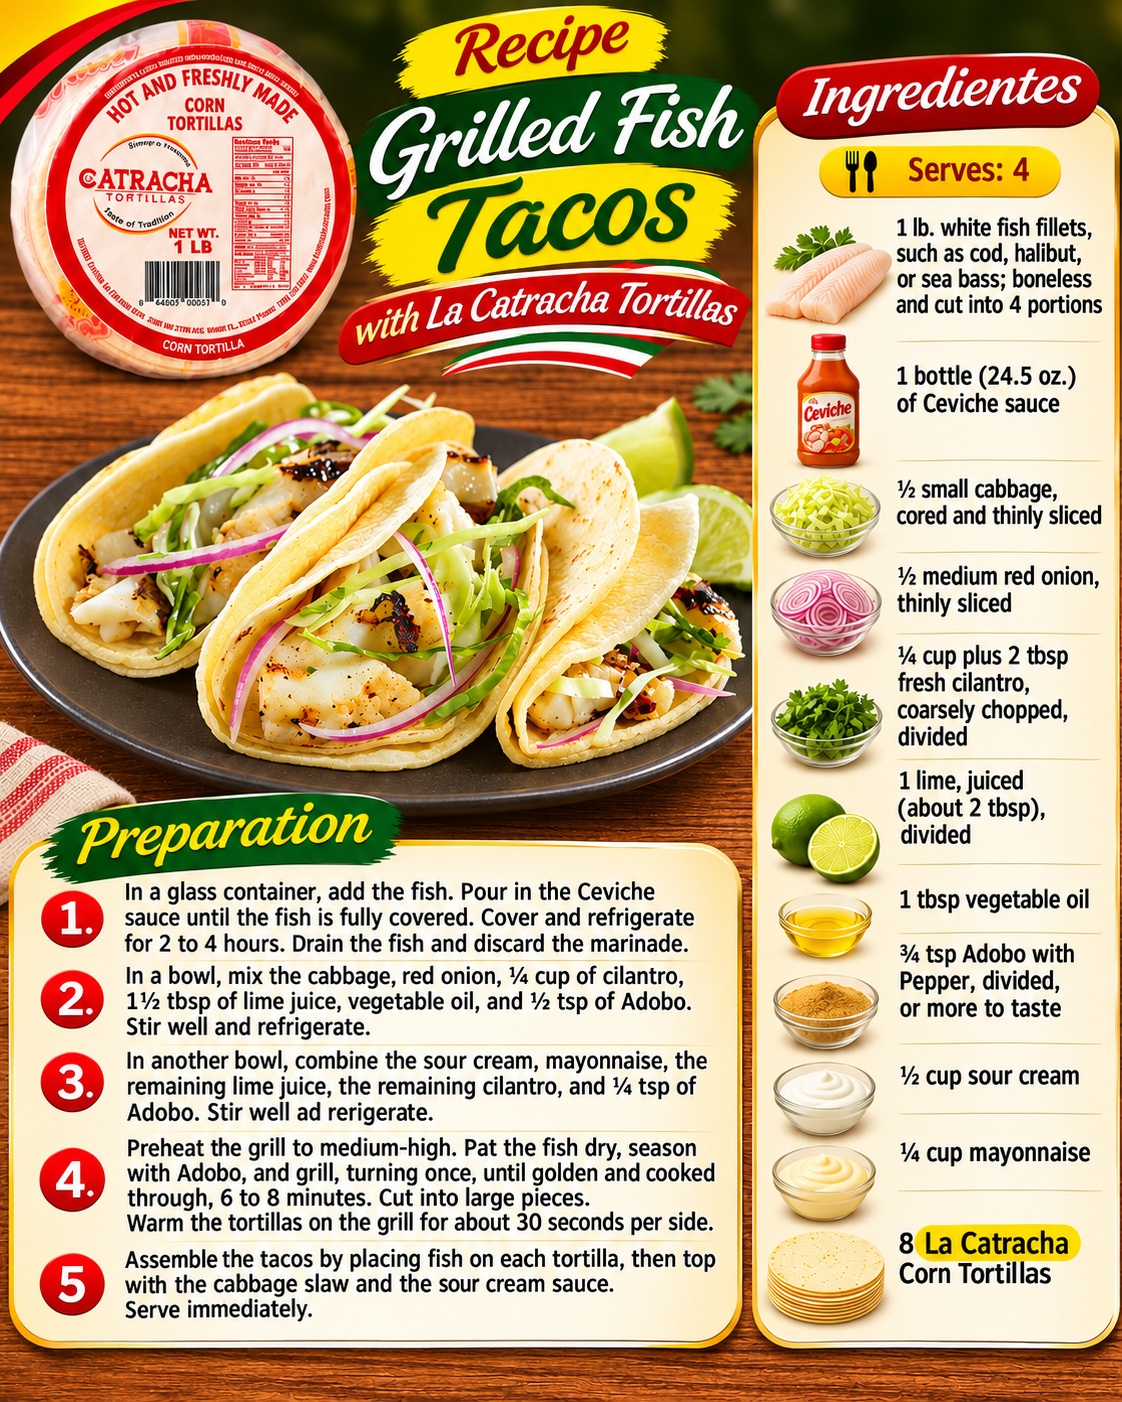 HOT AND FRESHLY MADE
CORN
TORTILLAS
CATRACHA
TORTILLAS
Taste of Tradition
NET WT.
1 LB
CORN TORTILLA
Recipe
Grilled Fish
Tacos
with La Catracha Tortillas
Ingredientes
Serves: 4
1 lb. white fish fillets,
such as cod, halibut,
or sea bass; boneless
and cut into 4 portions
Ceviche
1 bottle (24.5 oz.)
of Ceviche sauce
½ small cabbage,
cored and thinly sliced
½ medium red onion,
thinly sliced
¼ cup plus 2 tbsp
fresh cilantro,
coarsely chopped,
divided
1 lime, juiced
(about 2 tbsp),
divided
1 tbsp vegetable oil
¾ tsp Adobo with
Pepper, divided,
or more to taste
½ cup sour cream
¼ cup mayonnaise
8 La Catracha
Corn Tortillas
Preparation
1.
In a glass container, add the fish. Pour in the Ceviche
sauce until the fish is fully covered. Cover and refrigerate
for 2 to 4 hours. Drain the fish and discard the marinade.
2.
In a bowl, mix the cabbage, red onion, ¼ cup of cilantro,
1½ tbsp of lime juice, vegetable oil, and ½ tsp of Adobo.
Stir well and refrigerate.
3.
In another bowl, combine the sour cream, mayonnaise, the
remaining lime juice, the remaining cilantro, and ¼ tsp of
Adobo. Stir well ad rerigerate.
4.
Preheat the grill to medium-high. Pat the fish dry, season
with Adobo, and grill, turning once, until golden and cooked
through, 6 to 8 minutes. Cut into large pieces.
Warm the tortillas on the grill for about 30 seconds per side.
5
Assemble the tacos by placing fish on each tortilla, then top
with the cabbage slaw and the sour cream sauce.
Serve immediately.